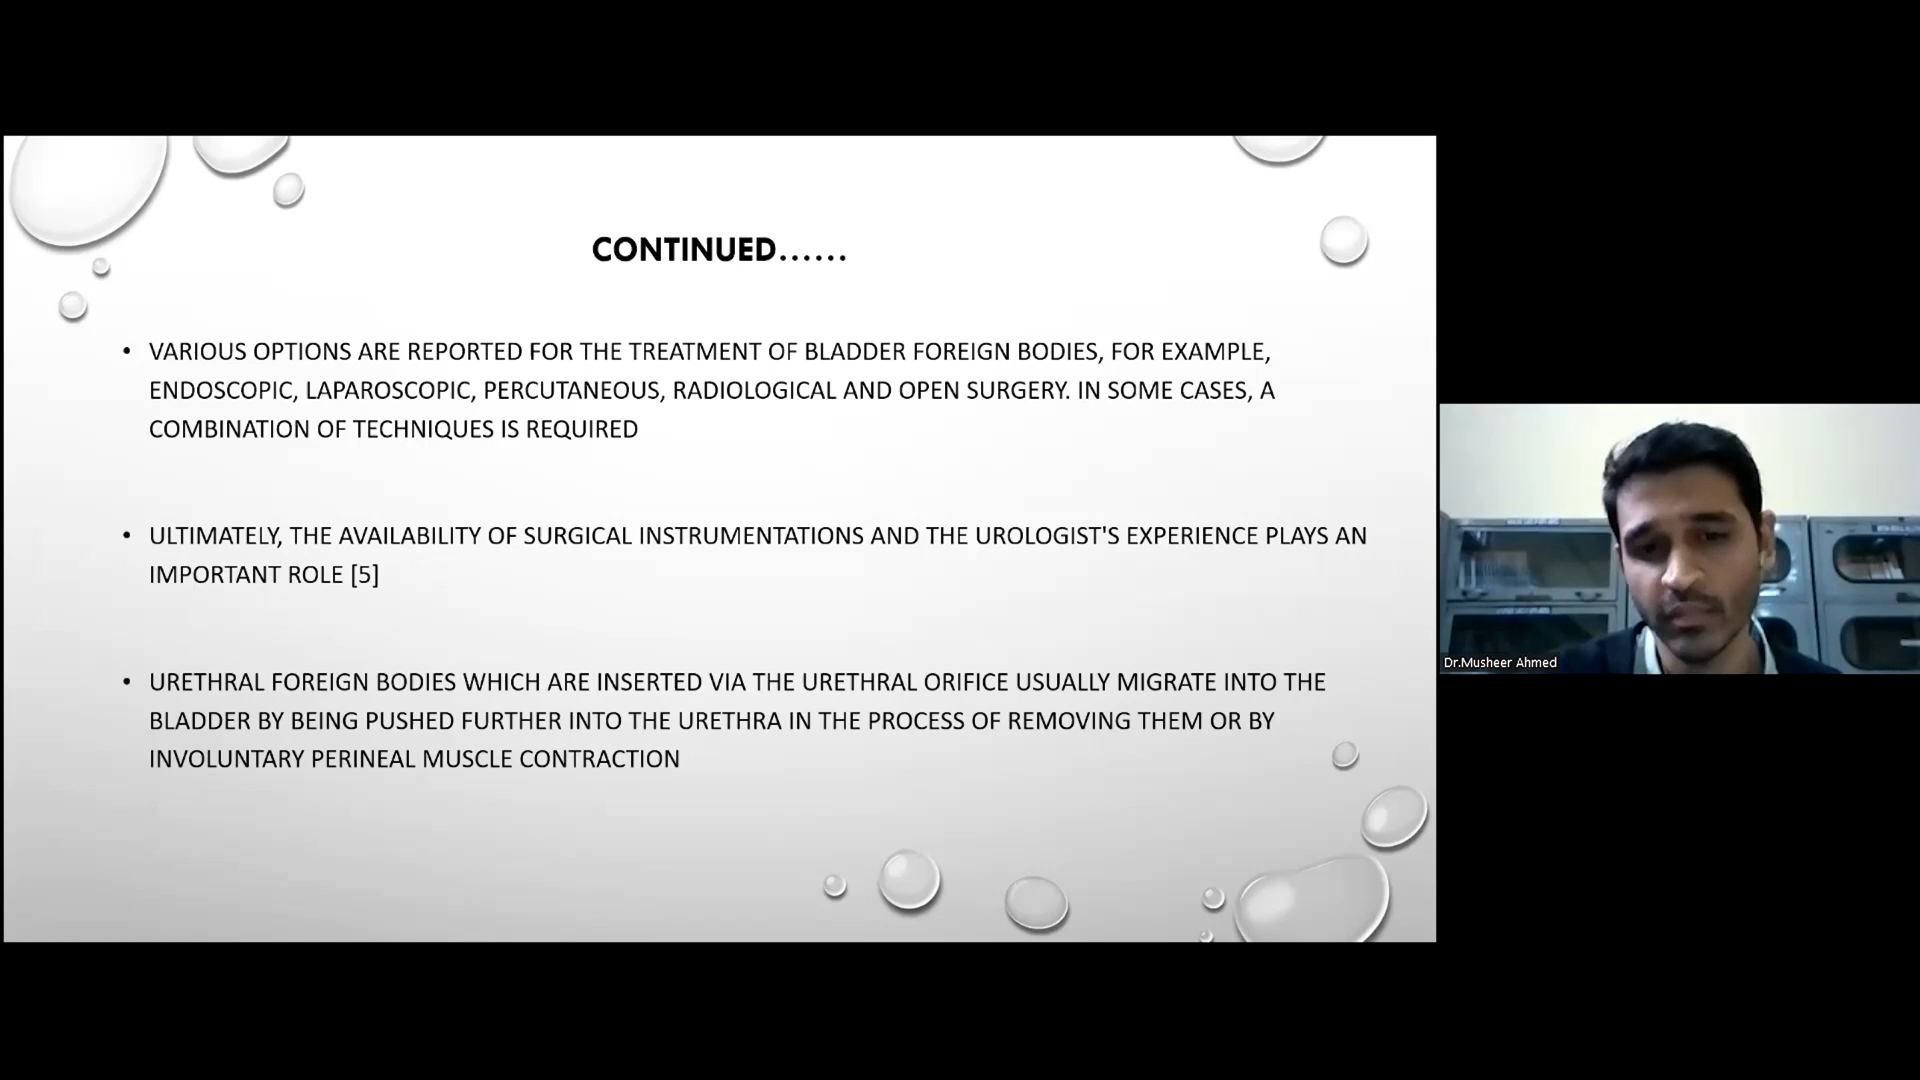 CONTINUED......
• VARIOUS OPTIONS ARE REPORTED FOR THE TREATMENT OF BLADDER FOREIGN BODIES, FOR EXAMPLE,
ENDOSCOPIC, LAPAROSCOPIC, PERCUTANEOUS, RADIOLOGICAL AND OPEN SURGERY. IN SOME CASES, A
COMBINATION OF TECHNIQUES IS REQUIRED
• ULTIMATELY, THE AVAILABILITY OF SURGICAL INSTRUMENTATIONS AND THE UROLOGIST'S EXPERIENCE PLAYS AN
IMPORTANT ROLE [5]
• URETHRAL FOREIGN BODIES WHICH ARE INSERTED VIA THE URETHRAL ORIFICE USUALLY MIGRATE INTO THE
BLADDER BY BEING PUSHED FURTHER INTO THE URETHRA IN THE PROCESS OF REMOVING THEM OR BY
INVOLUNTARY PERINEAL MUSCLE CONTRACTION
Dr.Musheer Ahmed